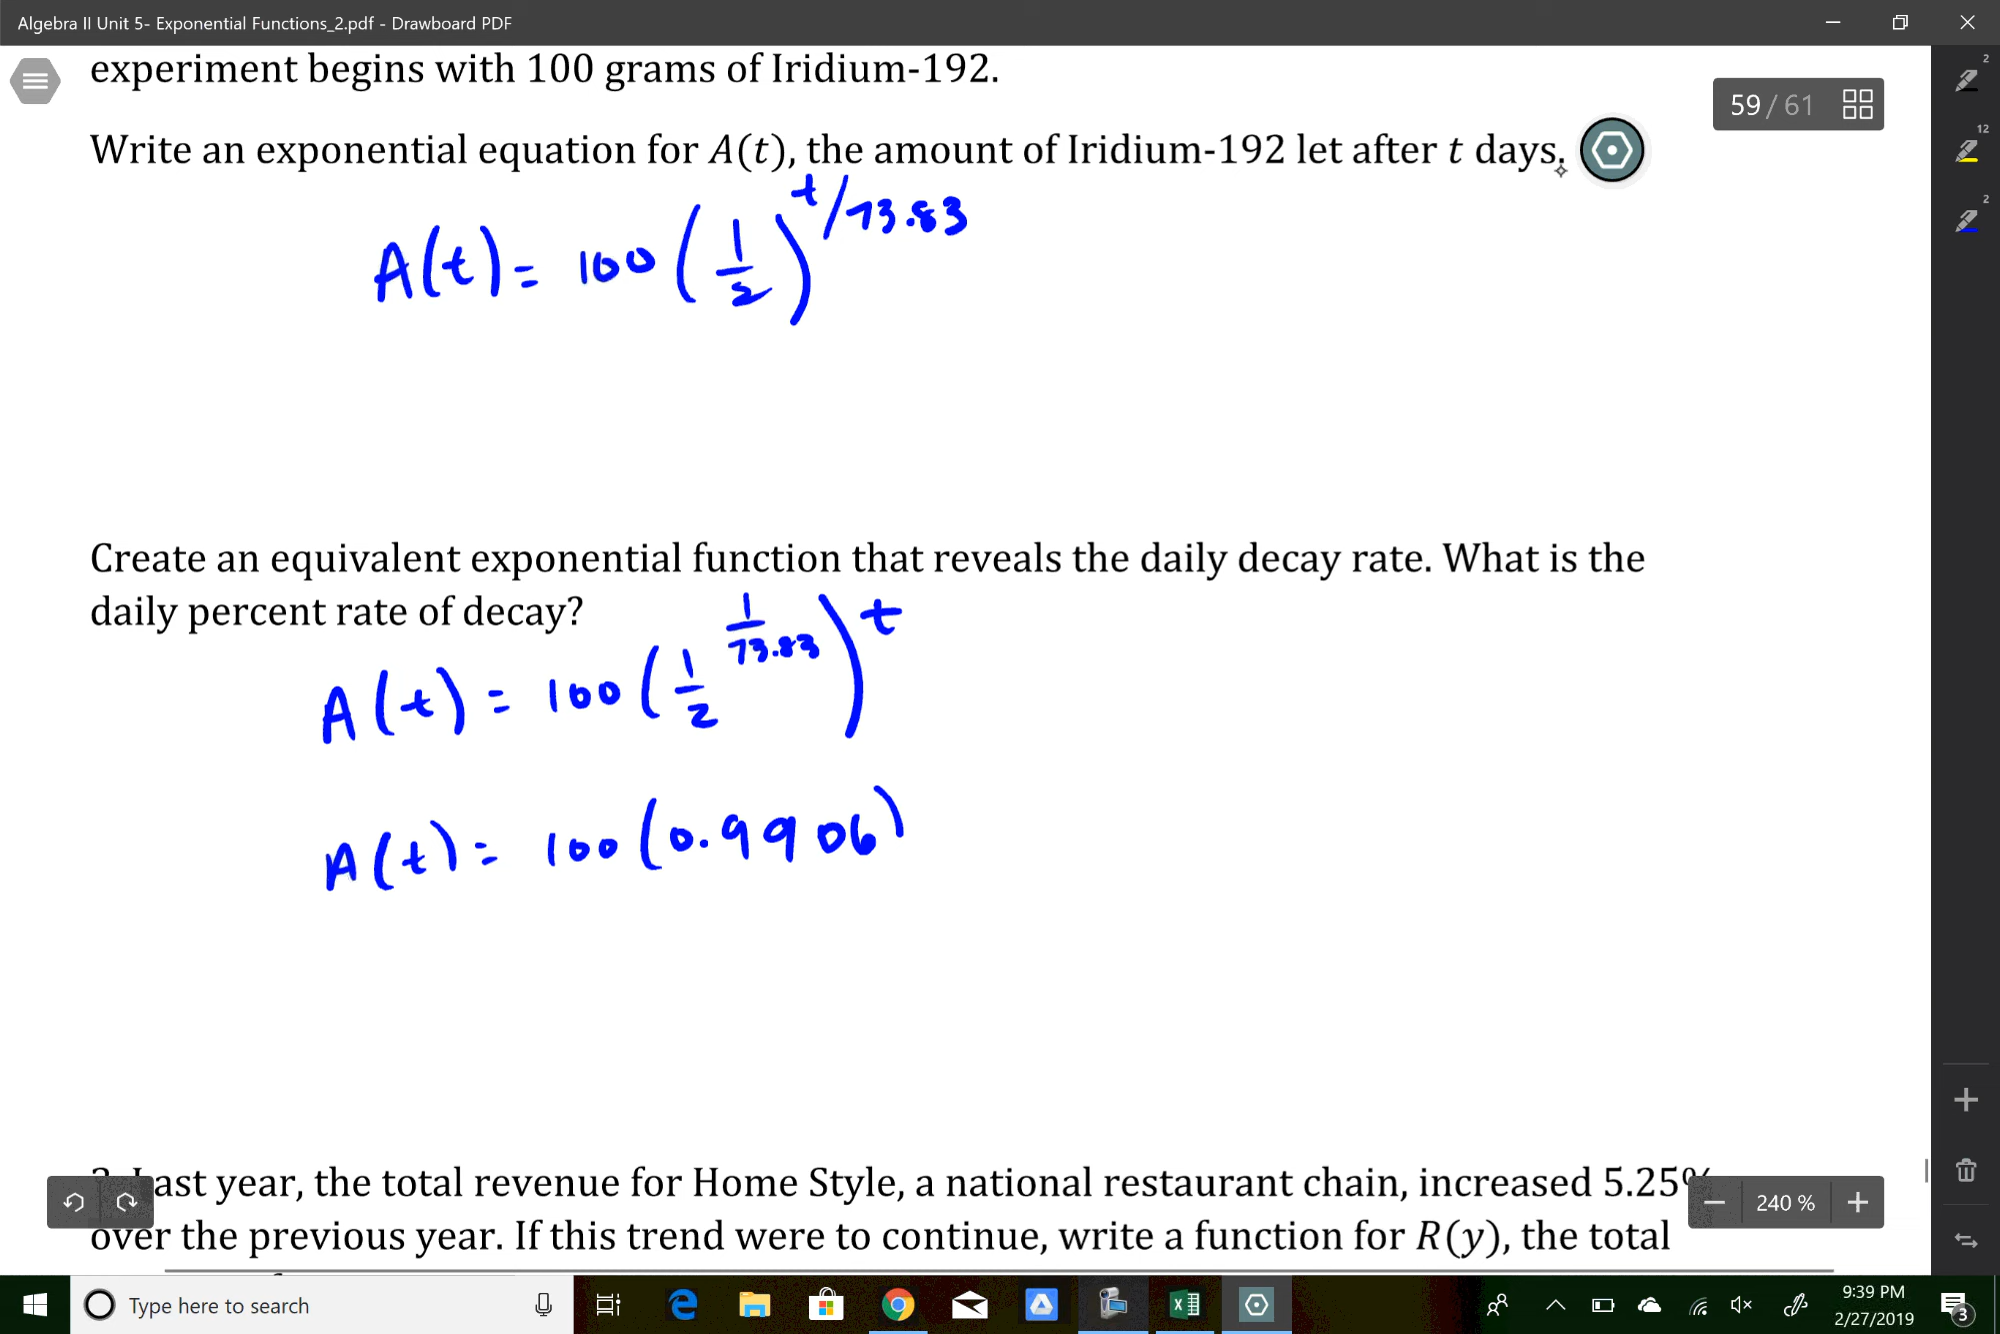 Algebra II Unit 5- Exponential Functions_2.pdf - Drawboard PDF
experiment begins with 100 grams of Iridium-192.
59 / 61
Write an exponential equation for A(t), the amount of Iridium-192 let after t days.
A(t) = 100 (1/2)^t/73.83
Create an equivalent exponential function that reveals the daily decay rate. What is the
daily percent rate of decay?
A(t) = 100 (1/2^1/73.83)^t
A(t) = 100 (0.9906)
Last year, the total revenue for Home Style, a national restaurant chain, increased 5.25%
over the previous year. If this trend were to continue, write a function for R(y), the total
240 %
2
12
2
Type here to search
9:39 PM
2/27/2019
3